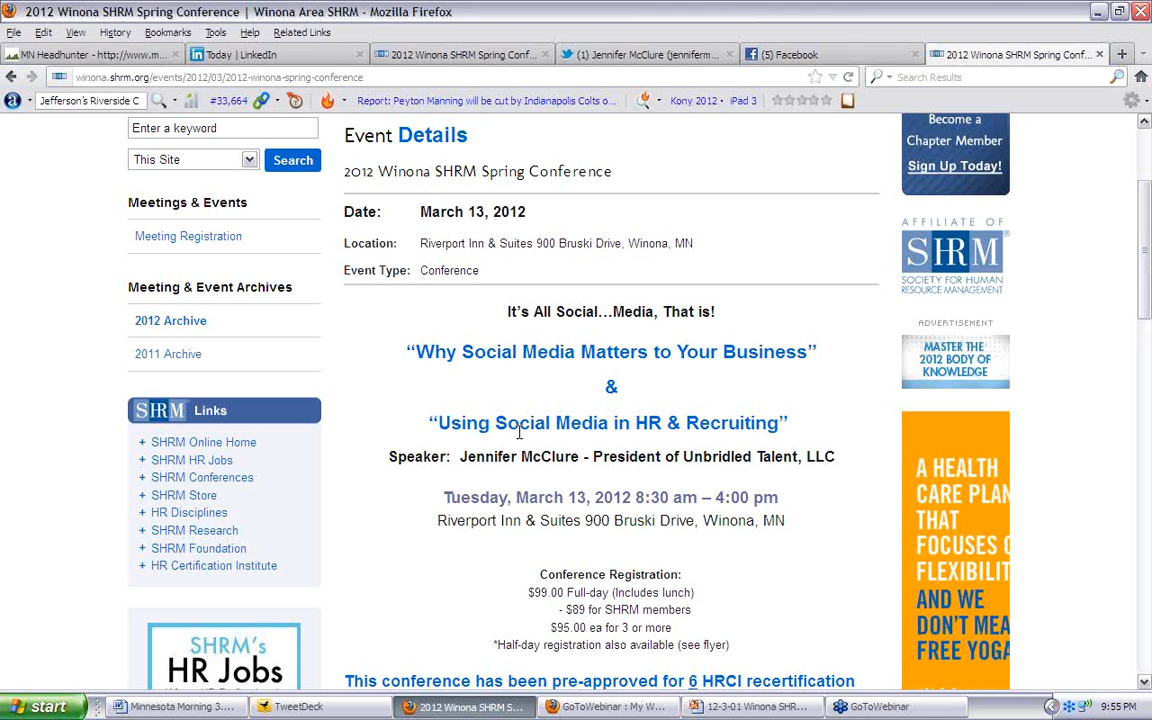 2012 Winona SHRM Spring Conference | Winona Area SHRM - Mozilla Firefox
File Edit View History Bookmarks Tools Help Related Links
MN Headhunter - http://www.m...
Today | LinkedIn
2012 Winona SHRM Spring Conf...
(1) Jennifer McClure (jenniferm...
(5) Facebook
2012 Winona SHRM Spring Conf...
winona.shrm.org/events/2012/03/2012-winona-spring-conference
Search Results
Jefferson's Riverside C
#33,664
Report: Peyton Manning will be cut by Indianapolis Colts o...
Kony 2012 • iPad 3
Enter a keyword
This Site
Search
Meetings & Events
Meeting Registration
Meeting & Event Archives
2012 Archive
2011 Archive
SHRM Links
+ SHRM Online Home
+ SHRM HR Jobs
+ SHRM Conferences
+ SHRM Store
+ HR Disciplines
+ SHRM Research
+ SHRM Foundation
+ HR Certification Institute
SHRM's
HR Jobs
Event Details
2012 Winona SHRM Spring Conference
Date: March 13, 2012
Location: Riverport Inn & Suites 900 Bruski Drive, Winona, MN
Event Type: Conference
It's All Social...Media, That is!
“Why Social Media Matters to Your Business”
&
“Using Social Media in HR & Recruiting”
Speaker: Jennifer McClure - President of Unbridled Talent, LLC
Tuesday, March 13, 2012 8:30 am – 4:00 pm
Riverport Inn & Suites 900 Bruski Drive, Winona, MN
Conference Registration:
$99.00 Full-day (Includes lunch)
- $89 for SHRM members
$95.00 ea for 3 or more
*Half-day registration also available (see flyer)
This conference has been pre-approved for 6 HRCI recertification
Become a
Chapter Member
Sign Up Today!
AFFILIATE OF
SHRM
SOCIETY FOR HUMAN
RESOURCE MANAGEMENT
ADVERTISEMENT
MASTER THE
2012 BODY OF
KNOWLEDGE
A HEALTH
CARE PLAN
THAT
FOCUSES O
FLEXIBILIT
AND WE
DON'T MEA
FREE YOGA
start
Minnesota Morning 3....
TweetDeck
2012 Winona SHRM S...
GoToWebinar : My W...
12-3-01 Winona SHR...
GoToWebinar
9:55 PM